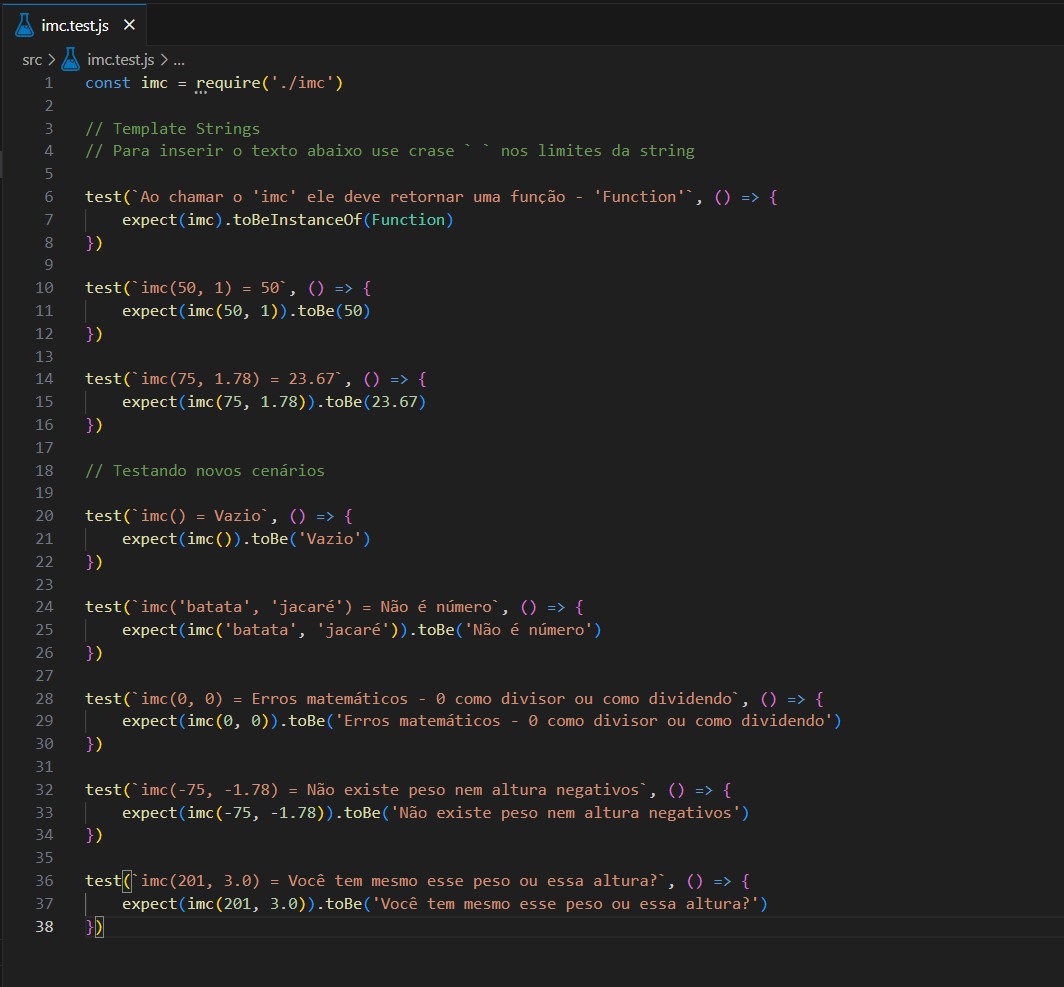 imc.test.js ×
src > imc.test.js > ...
1 const imc = require('./imc')
2
3 // Template Strings
4 // Para inserir o texto abaixo use crase ` ` nos limites da string
5
6 test(`Ao chamar o 'imc' ele deve retornar uma função - 'Function'`, () => {
7     expect(imc).toBeInstanceOf(Function)
8 })
9
10 test(`imc(50, 1) = 50`, () => {
11     expect(imc(50, 1)).toBe(50)
12 })
13
14 test(`imc(75, 1.78) = 23.67`, () => {
15     expect(imc(75, 1.78)).toBe(23.67)
16 })
17
18 // Testando novos cenários
19
20 test(`imc() = Vazio`, () => {
21     expect(imc()).toBe('Vazio')
22 })
23
24 test(`imc('batata', 'jacaré') = Não é número`, () => {
25     expect(imc('batata', 'jacaré')).toBe('Não é número')
26 })
27
28 test(`imc(0, 0) = Erros matemáticos - 0 como divisor ou como dividendo`, () => {
29     expect(imc(0, 0)).toBe('Erros matemáticos - 0 como divisor ou como dividendo')
30 })
31
32 test(`imc(-75, -1.78) = Não existe peso nem altura negativos`, () => {
33     expect(imc(-75, -1.78)).toBe('Não existe peso nem altura negativos')
34 })
35
36 test(`imc(201, 3.0) = Você tem mesmo esse peso ou essa altura?`, () => {
37     expect(imc(201, 3.0)).toBe('Você tem mesmo esse peso ou essa altura?')
38 })